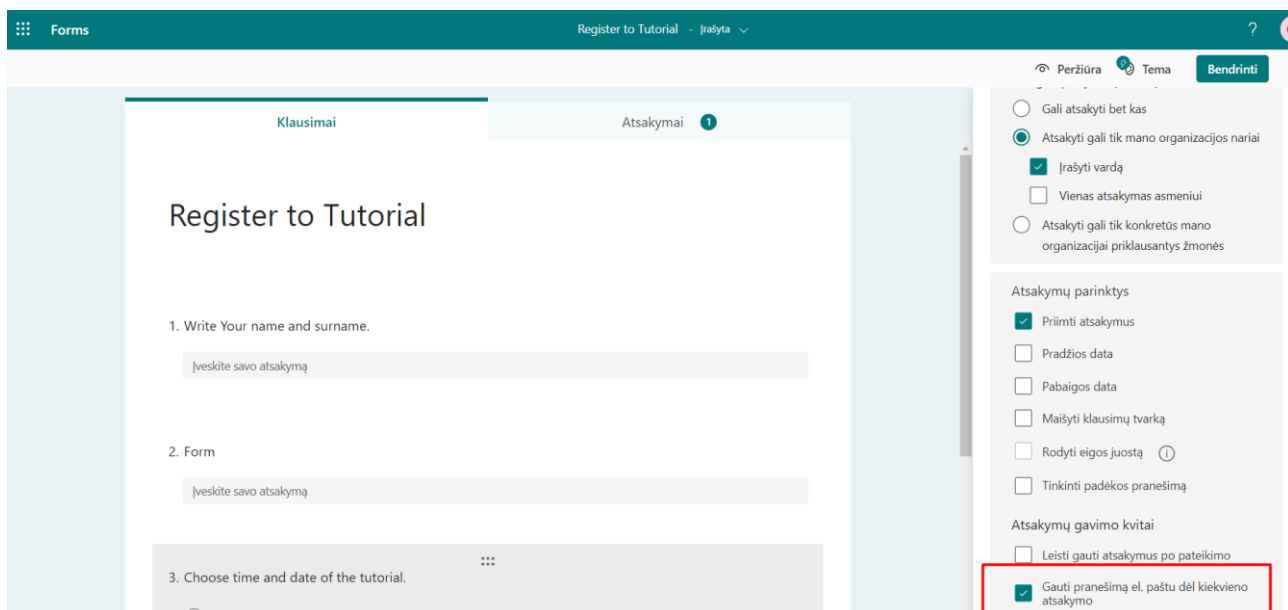 Forms
Register to Tutorial - Įrašyta
?
Peržiūra
Tema
Bendrinti
Klausimai
Atsakymai 1
Register to Tutorial
1. Write Your name and surname.
Įveskite savo atsakymą
2. Form
Įveskite savo atsakymą
3. Choose time and date of the tutorial.
Gali atsakyti bet kas
Atsakyti gali tik mano organizacijos nariai
Įrašyti vardą
Vienas atsakymas asmeniui
Atsakyti gali tik konkretūs mano
organizacijai priklausantys žmonės
Atsakymų parinktys
Priimti atsakymus
Pradžios data
Pabaigos data
Maišyti klausimų tvarką
Rodyti eigos juostą
Tinkinti padėkos pranešimą
Atsakymų gavimo kvitai
Leisti gauti atsakymus po pateikimo
Gauti pranešimą el. paštu dėl kiekvieno
atsakymo